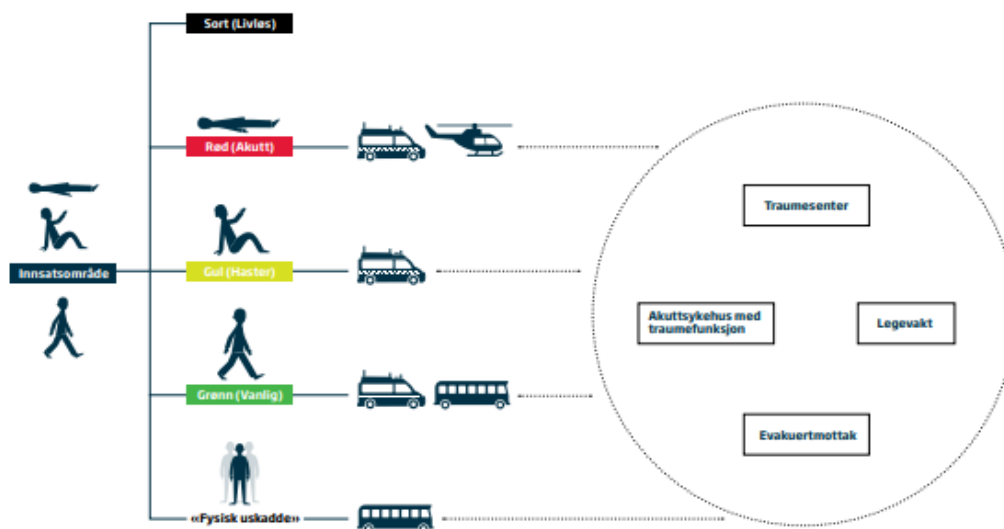 Sort (Livløs)
Rød (Akutt)
Traumesenter
Innsatsområde
Gul (Haster)
Akuttsykehus med
traumefunksjon
Legevakt
Grønn (Vanlig)
Evakuertmottak
«Fysisk uskadde»